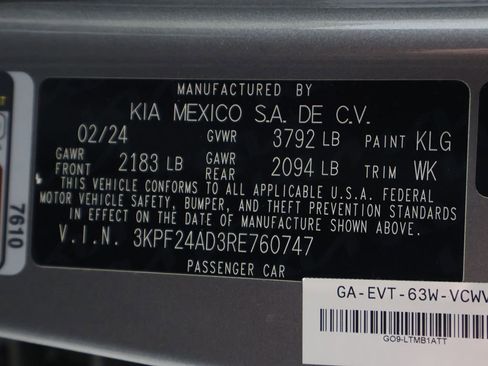 MANUFACTURED BY
KIA MEXICO S.A. DE C.V.
02/24 GVWR 3792 LB PAINT KLG
GAWR FRONT 2183 LB GAWR REAR 2094 LB TRIM WK
THIS VEHICLE CONFORMS TO ALL APPLICABLE U.S.A. FEDERAL
MOTOR VEHICLE SAFETY, BUMPER, AND THEFT PREVENTION STANDARDS
IN EFFECT ON THE DATE OF MANUFACTURE SHOWN ABOVE.
V.I.N. 3KPF24AD3RE760747
PASSENGER CAR
7610
GA-EVT-63W-VCWV
GO9-LTMB1ATT